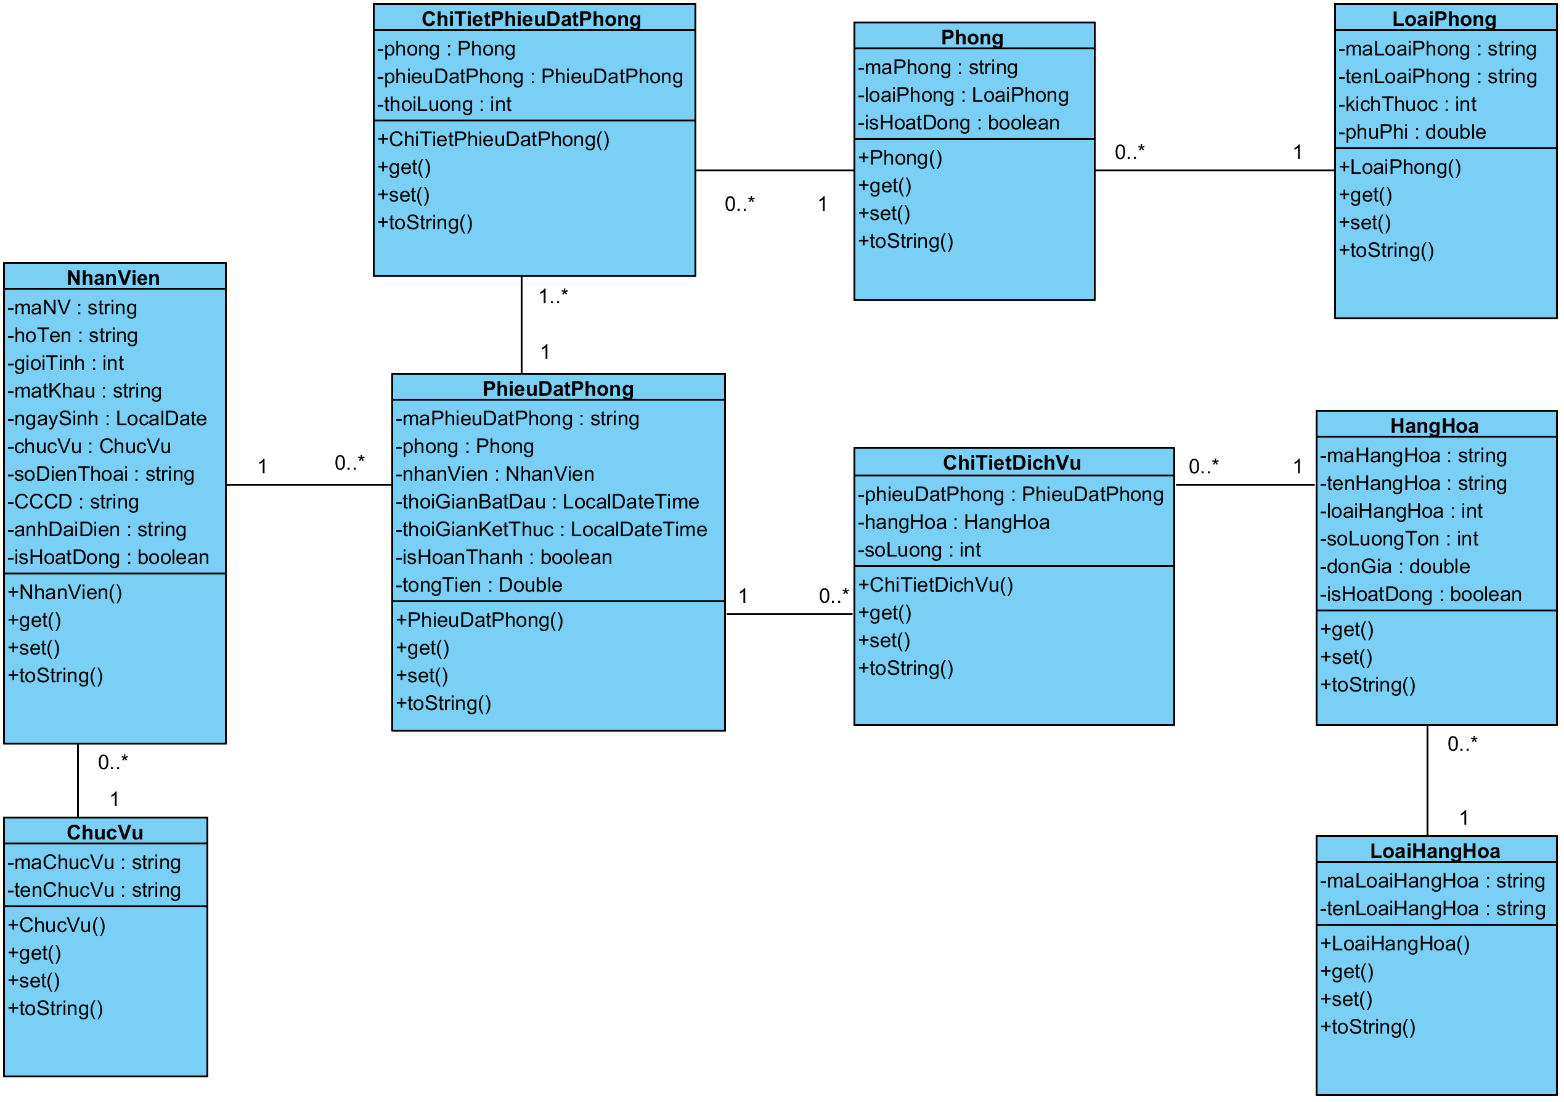 ChiTietPhieuDatPhong
-phong : Phong
-phieuDatPhong : PhieuDatPhong
-thoiLuong : int
+ChiTietPhieuDatPhong()
+get()
+set()
+toString()
0..*
1
Phong
-maPhong : string
-loaiPhong : LoaiPhong
-isHoatDong : boolean
+Phong()
+get()
+set()
+toString()
0..*
1
LoaiPhong
-maLoaiPhong : string
-tenLoaiPhong : string
-kichThuoc : int
-phuPhi : double
+LoaiPhong()
+get()
+set()
+toString()
1..*
1
NhanVien
-maNV : string
-hoTen : string
-gioiTinh : int
-matKhau : string
-ngaySinh : LocalDate
-chucVu : ChucVu
-soDienThoai : string
-CCCD : string
-anhDaiDien : string
-isHoatDong : boolean
+NhanVien()
+get()
+set()
+toString()
1
0..*
PhieuDatPhong
-maPhieuDatPhong : string
-phong : Phong
-nhanVien : NhanVien
-thoiGianBatDau : LocalDateTime
-thoiGianKetThuc : LocalDateTime
-isHoanThanh : boolean
-tongTien : Double
+PhieuDatPhong()
+get()
+set()
+toString()
1
0..*
ChiTietDichVu
-phieuDatPhong : PhieuDatPhong
-hangHoa : HangHoa
-soLuong : int
+ChiTietDichVu()
+get()
+set()
+toString()
0..*
1
HangHoa
-maHangHoa : string
-tenHangHoa : string
-loaiHangHoa : int
-soLuongTon : int
-donGia : double
-isHoatDong : boolean
+get()
+set()
+toString()
0..*
1
0..*
1
ChucVu
-maChucVu : string
-tenChucVu : string
+ChucVu()
+get()
+set()
+toString()
LoaiHangHoa
-maLoaiHangHoa : string
-tenLoaiHangHoa : string
+LoaiHangHoa()
+get()
+set()
+toString()